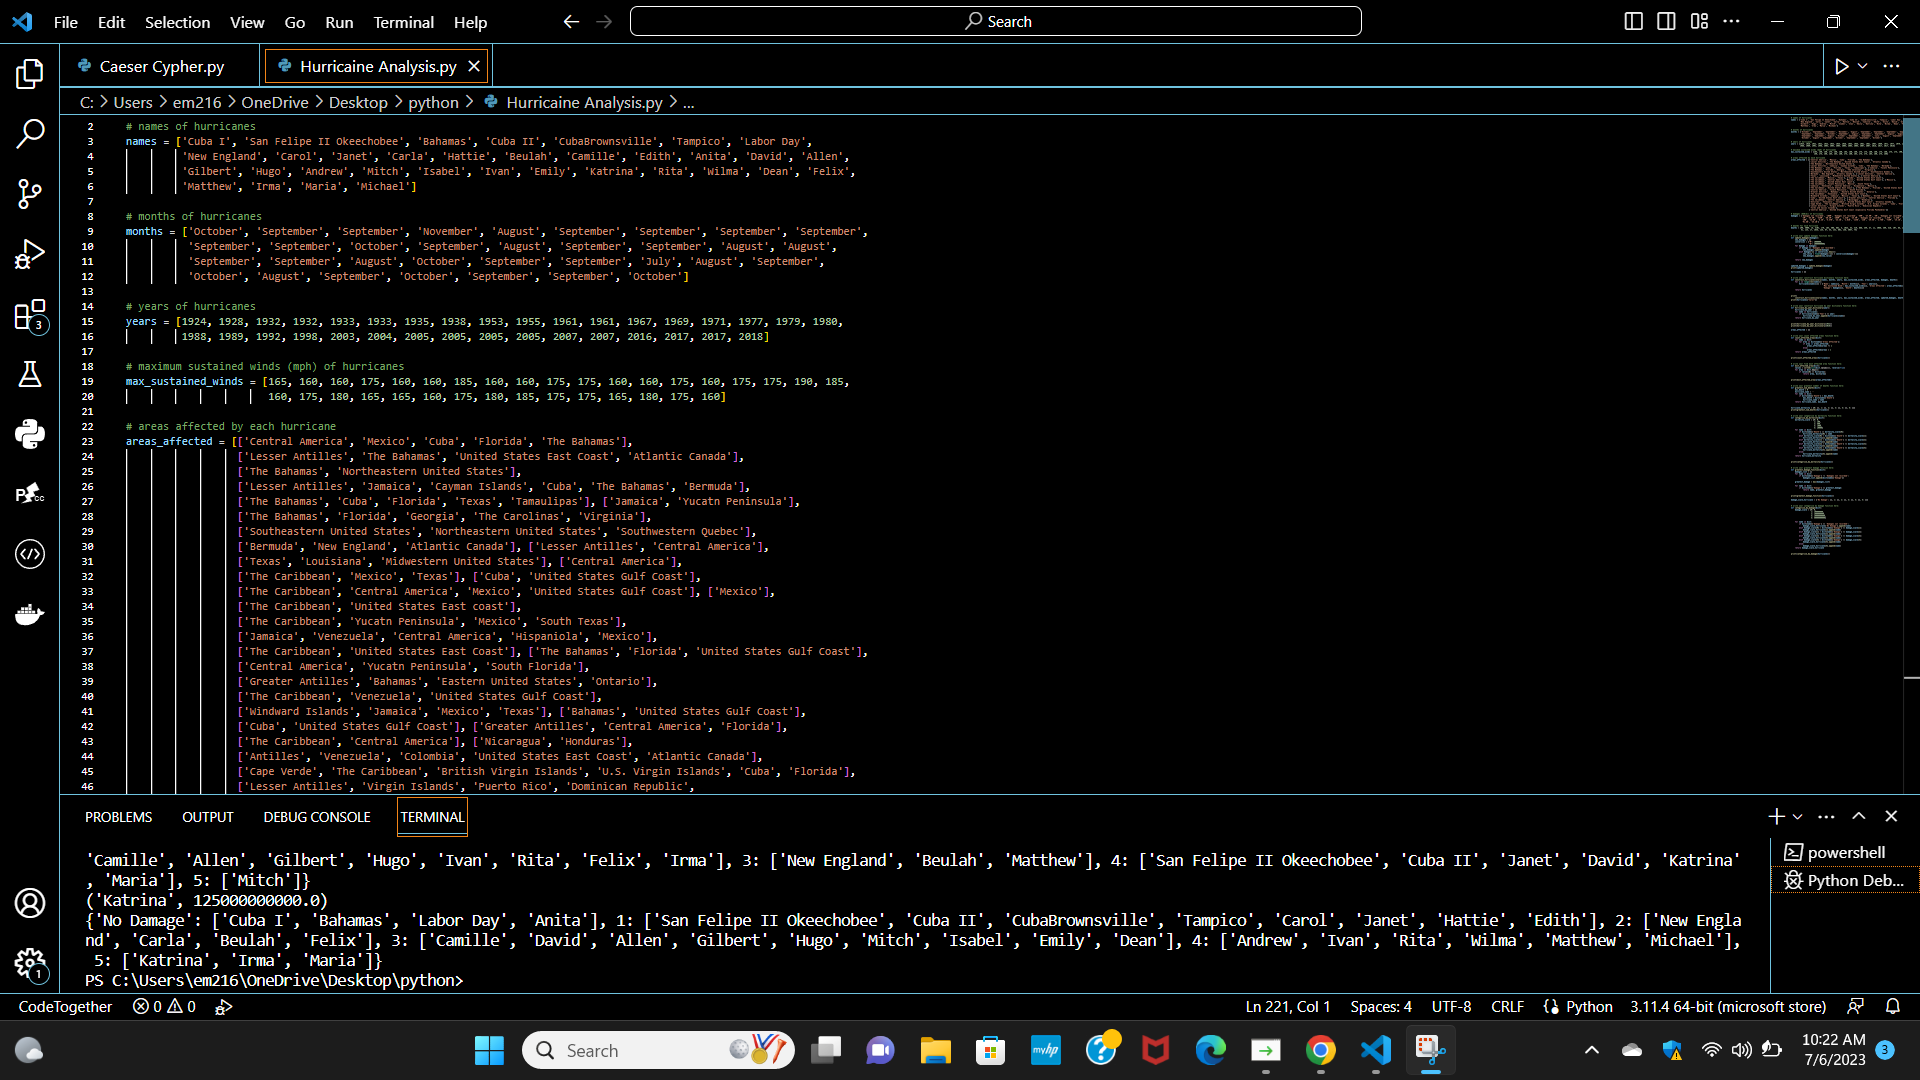 File Edit Selection View Go Run Terminal Help Search
Caeser Cypher.py Hurricaine Analysis.py
C: > Users > em216 > OneDrive > Desktop > python > Hurricaine Analysis.py > ...
2 # names of hurricanes
3 names = ['Cuba I', 'San Felipe II Okeechobee', 'Bahamas', 'Cuba II', 'CubaBrownsville', 'Tampico', 'Labor Day',
4 'New England', 'Carol', 'Janet', 'Carla', 'Hattie', 'Beulah', 'Camille', 'Edith', 'Anita', 'David', 'Allen',
5 'Gilbert', 'Hugo', 'Andrew', 'Mitch', 'Isabel', 'Ivan', 'Emily', 'Katrina', 'Rita', 'Wilma', 'Dean', 'Felix',
6 'Matthew', 'Irma', 'Maria', 'Michael']
7
8 # months of hurricanes
9 months = ['October', 'September', 'September', 'November', 'August', 'September', 'September', 'September', 'September',
10 'September', 'September', 'October', 'September', 'August', 'September', 'September', 'August', 'August',
11 'September', 'September', 'August', 'October', 'September', 'September', 'July', 'August', 'September',
12 'October', 'August', 'September', 'October', 'September', 'September', 'October']
13
14 # years of hurricanes
15 years = [1924, 1928, 1932, 1932, 1933, 1933, 1935, 1938, 1953, 1955, 1961, 1961, 1967, 1969, 1971, 1977, 1979, 1980,
16 1988, 1989, 1992, 1998, 2003, 2004, 2005, 2005, 2005, 2005, 2007, 2007, 2016, 2017, 2017, 2018]
17
18 # maximum sustained winds (mph) of hurricanes
19 max_sustained_winds = [165, 160, 160, 175, 160, 160, 185, 160, 160, 175, 175, 160, 160, 175, 160, 175, 175, 190, 185,
20 160, 175, 180, 165, 165, 160, 175, 180, 185, 175, 175, 165, 180, 175, 160]
21
22 # areas affected by each hurricane
23 areas_affected = [['Central America', 'Mexico', 'Cuba', 'Florida', 'The Bahamas'],
24 ['Lesser Antilles', 'The Bahamas', 'United States East Coast', 'Atlantic Canada'],
25 ['The Bahamas', 'Northeastern United States'],
26 ['Lesser Antilles', 'Jamaica', 'Cayman Islands', 'Cuba', 'The Bahamas', 'Bermuda'],
27 ['The Bahamas', 'Cuba', 'Florida', 'Texas', 'Tamaulipas'], ['Jamaica', 'Yucatn Peninsula'],
28 ['The Bahamas', 'Florida', 'Georgia', 'The Carolinas', 'Virginia'],
29 ['Southeastern United States', 'Northeastern United States', 'Southwestern Quebec'],
30 ['Bermuda', 'New England', 'Atlantic Canada'], ['Lesser Antilles', 'Central America'],
31 ['Texas', 'Louisiana', 'Midwestern United States'], ['Central America'],
32 ['The Caribbean', 'Mexico', 'Texas'], ['Cuba', 'United States Gulf Coast'],
33 ['The Caribbean', 'Central America', 'Mexico', 'United States Gulf Coast'], ['Mexico'],
34 ['The Caribbean', 'United States East coast'],
35 ['The Caribbean', 'Yucatn Peninsula', 'Mexico', 'South Texas'],
36 ['Jamaica', 'Venezuela', 'Central America', 'Hispaniola', 'Mexico'],
37 ['The Caribbean', 'United States East Coast'], ['The Bahamas', 'Florida', 'United States Gulf Coast'],
38 ['Central America', 'Yucatn Peninsula', 'South Florida'],
39 ['Greater Antilles', 'Bahamas', 'Eastern United States', 'Ontario'],
40 ['The Caribbean', 'Venezuela', 'United States Gulf Coast'],
41 ['Windward Islands', 'Jamaica', 'Mexico', 'Texas'], ['Bahamas', 'United States Gulf Coast'],
42 ['Cuba', 'United States Gulf Coast'], ['Greater Antilles', 'Central America', 'Florida'],
43 ['The Caribbean', 'Central America'], ['Nicaragua', 'Honduras'],
44 ['Antilles', 'Venezuela', 'Colombia', 'United States East Coast', 'Atlantic Canada'],
45 ['Cape Verde', 'The Caribbean', 'British Virgin Islands', 'U.S. Virgin Islands', 'Cuba', 'Florida'],
46 ['Lesser Antilles', 'Virgin Islands', 'Puerto Rico', 'Dominican Republic',
PROBLEMS OUTPUT DEBUG CONSOLE TERMINAL
'Camille', 'Allen', 'Gilbert', 'Hugo', 'Ivan', 'Rita', 'Felix', 'Irma'], 3: ['New England', 'Beulah', 'Matthew'], 4: ['San Felipe II Okeechobee', 'Cuba II', 'Janet', 'David', 'Katrina'
, 'Maria'], 5: ['Mitch']}
('Katrina', 125000000000.0)
{'No Damage': ['Cuba I', 'Bahamas', 'Labor Day', 'Anita'], 1: ['San Felipe II Okeechobee', 'Cuba II', 'CubaBrownsville', 'Tampico', 'Carol', 'Janet', 'Hattie', 'Edith'], 2: ['New Engla
nd', 'Carla', 'Beulah', 'Felix'], 3: ['Camille', 'David', 'Allen', 'Gilbert', 'Hugo', 'Mitch', 'Isabel', 'Emily', 'Dean'], 4: ['Andrew', 'Ivan', 'Rita', 'Wilma', 'Matthew', 'Michael'],
5: ['Katrina', 'Irma', 'Maria']}
PS C:\Users\em216\OneDrive\Desktop\python>
powershell
Python Deb...
3
1
CodeTogether 0 0 Ln 221, Col 1 Spaces: 4 UTF-8 CRLF Python 3.11.4 64-bit (microsoft store)
Search myhp 10:22 AM
7/6/2023 3